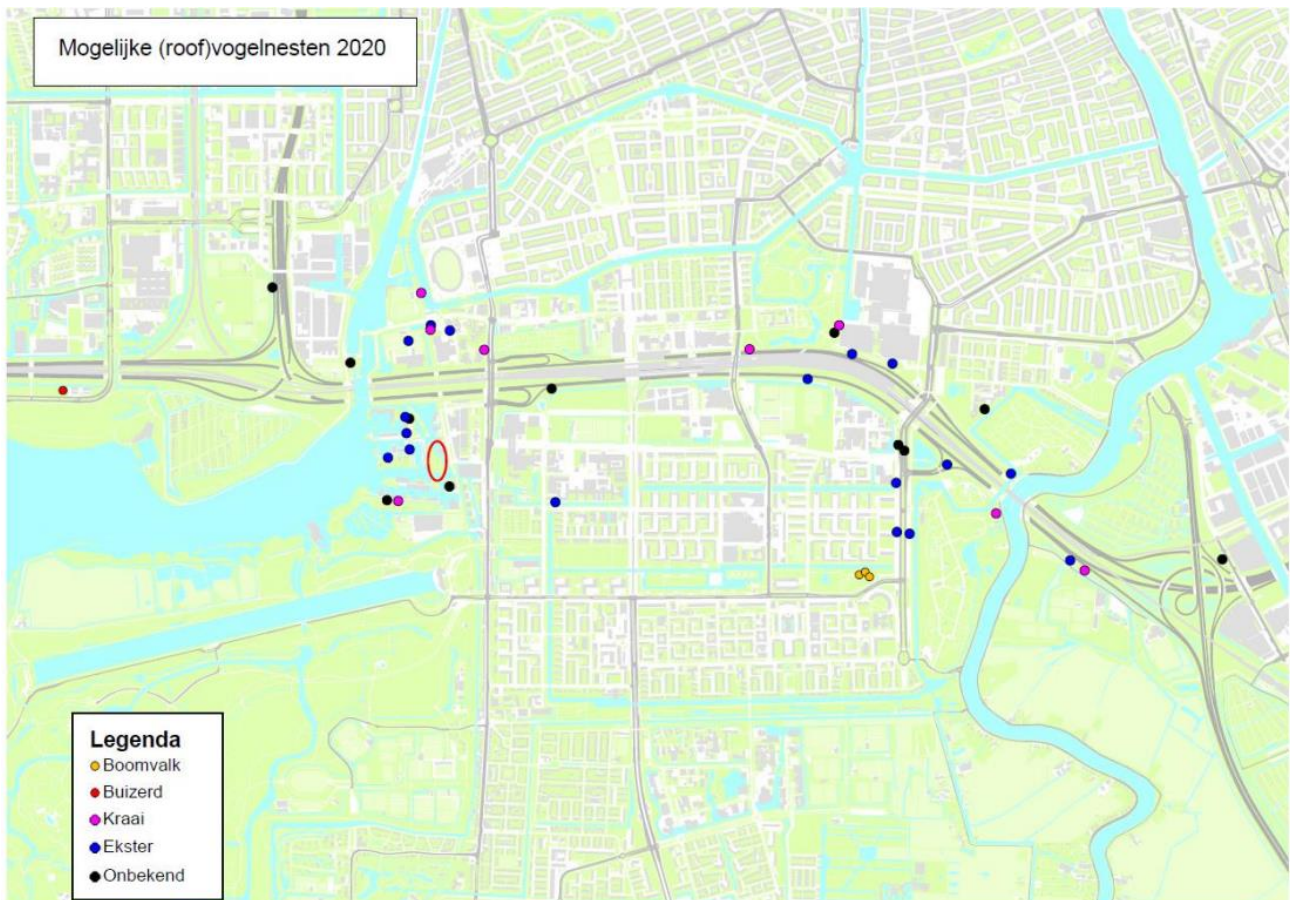 Mogelijke (roof)vogelnesten 2020
Legenda
Boomvalk
Buizerd
Kraai
Ekster
Onbekend